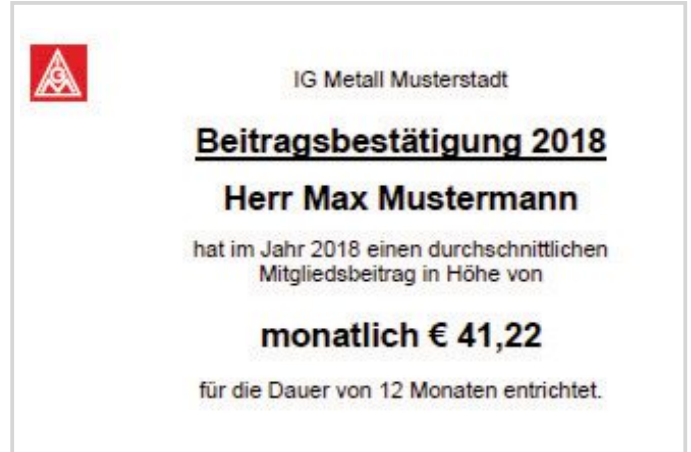 IG Metall Musterstadt
Beitragsbestätigung 2018
Herr Max Mustermann
hat im Jahr 2018 einen durchschnittlichen
Mitgliedsbeitrag in Höhe von
monatlich € 41,22
für die Dauer von 12 Monaten entrichtet.